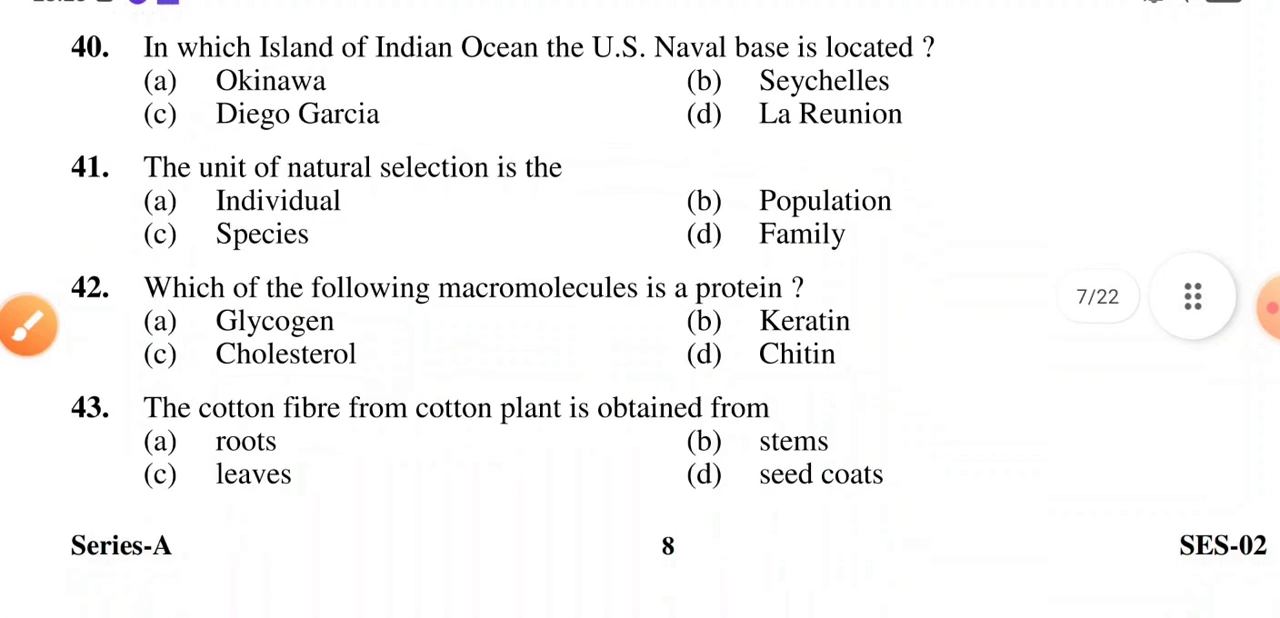 40. In which Island of Indian Ocean the U.S. Naval base is located ?
(a) Okinawa (b) Seychelles
(c) Diego Garcia (d) La Reunion
41. The unit of natural selection is the
(a) Individual (b) Population
(c) Species (d) Family
42. Which of the following macromolecules is a protein ?
(a) Glycogen (b) Keratin
7/22
(c) Cholesterol (d) Chitin
43. The cotton fibre from cotton plant is obtained from
(a) roots (b) stems
(c) leaves (d) seed coats
Series-A 8 SES-02